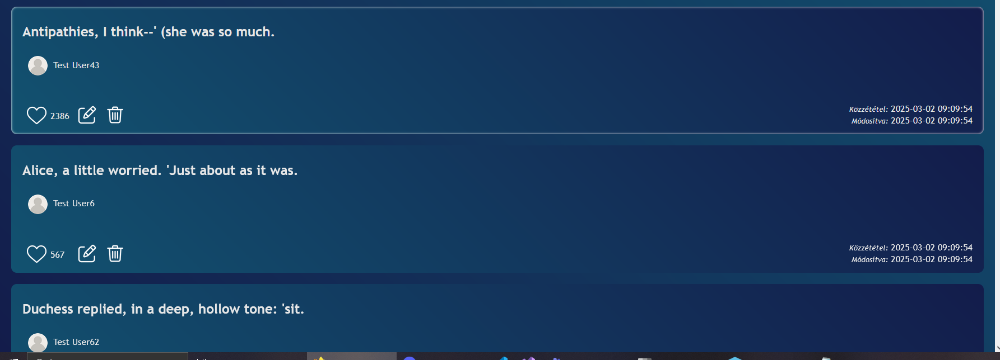 Antipathies, I think--' (she was so much.
Test User43
2386
Közzététel: 2025-03-02 09:09:54
Módosítva: 2025-03-02 09:09:54
Alice, a little worried. 'Just about as it was.
Test User6
567
Közzététel: 2025-03-02 09:09:54
Módosítva: 2025-03-02 09:09:54
Duchess replied, in a deep, hollow tone: 'sit.
Test User62